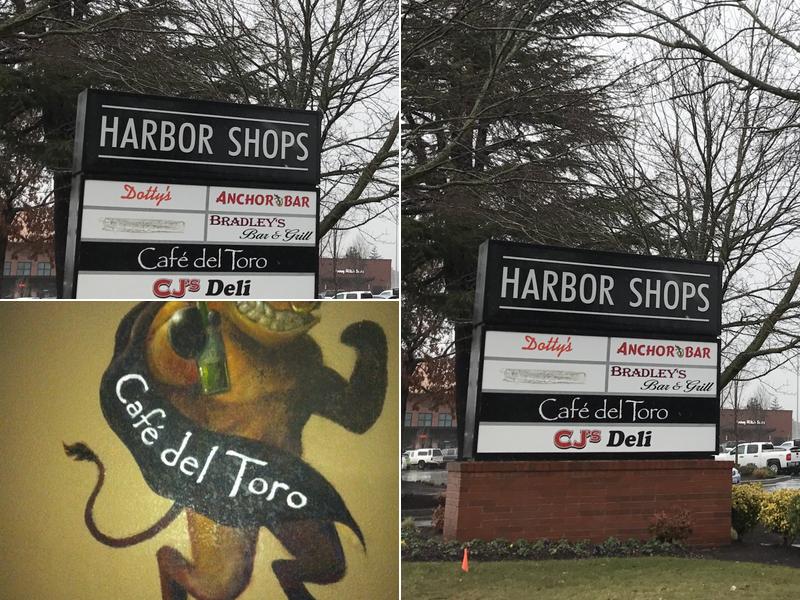 HARBOR SHOPS
Dotty's
ANCHOR BAR
BRADLEY'S
Bar & Grill
Café del Toro
CJ's Deli
Café del Toro
HARBOR SHOPS
Dotty's
ANCHOR BAR
BRADLEY'S
Bar & Grill
Café del Toro
CJ's Deli